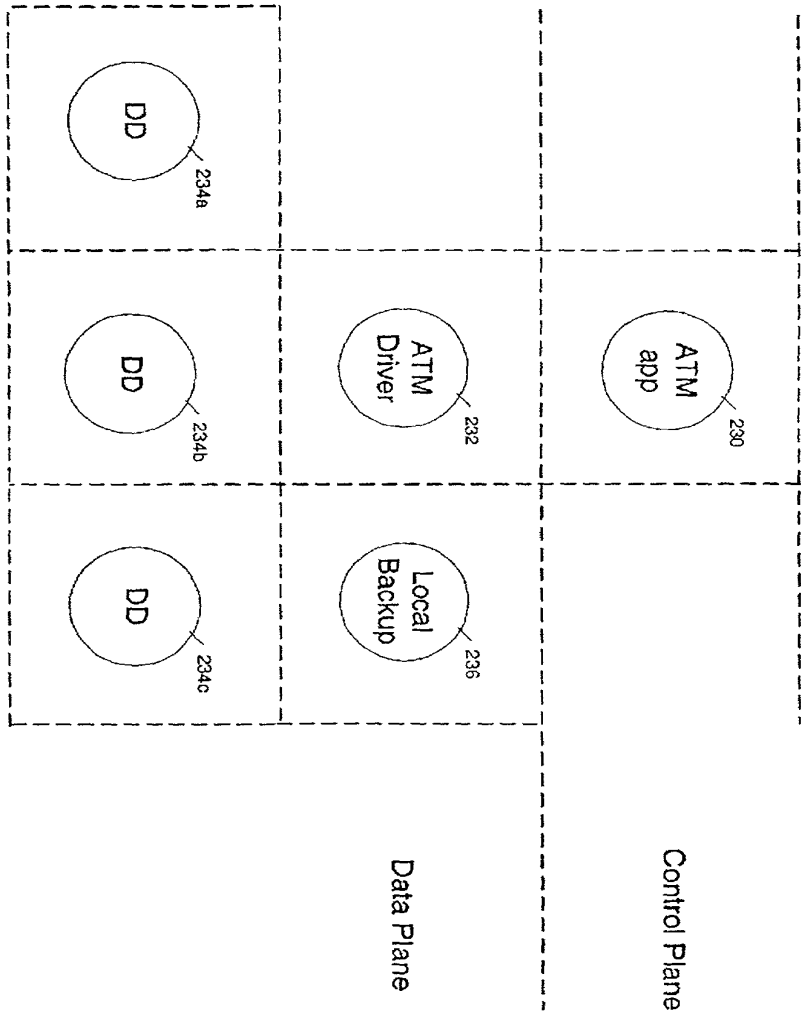 ATM
app
230
Control Plane
ATM
Driver
232
Local
Backup
236
Data Plane
DD
234a
DD
234b
DD
234c